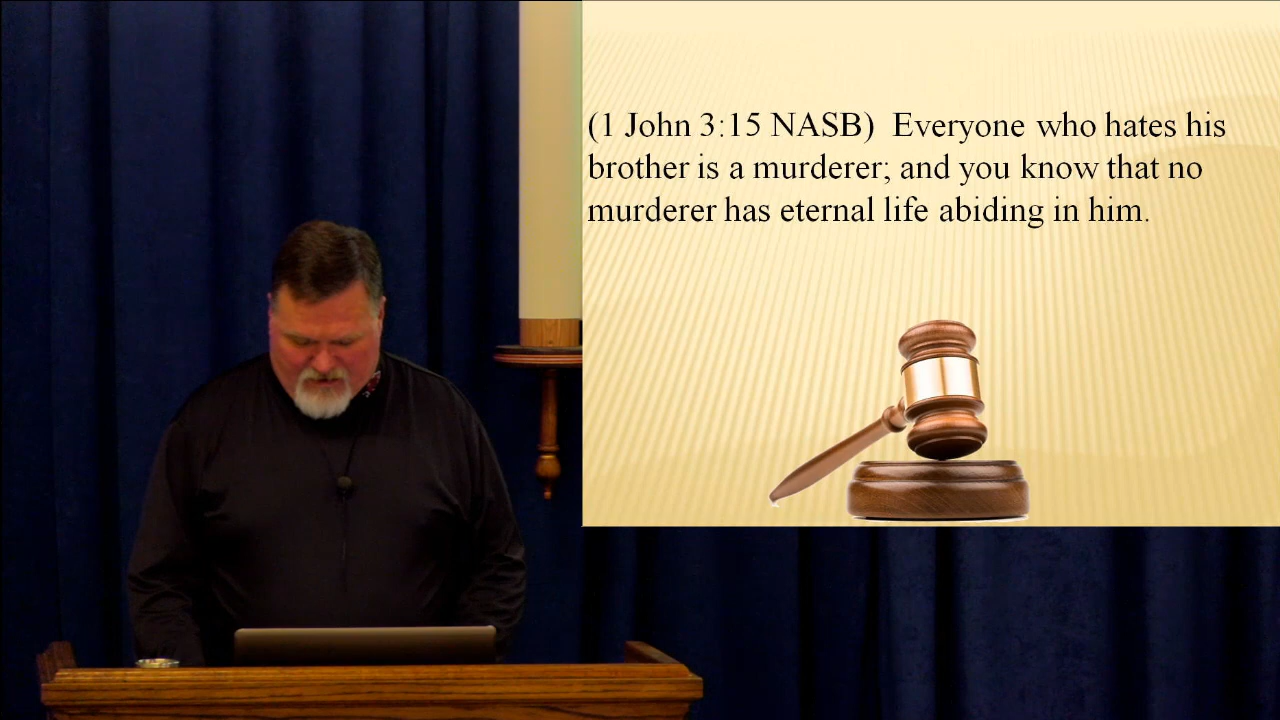 (1 John 3:15 NASB)  Everyone who hates his
brother is a murderer; and you know that no
murderer has eternal life abiding in him.